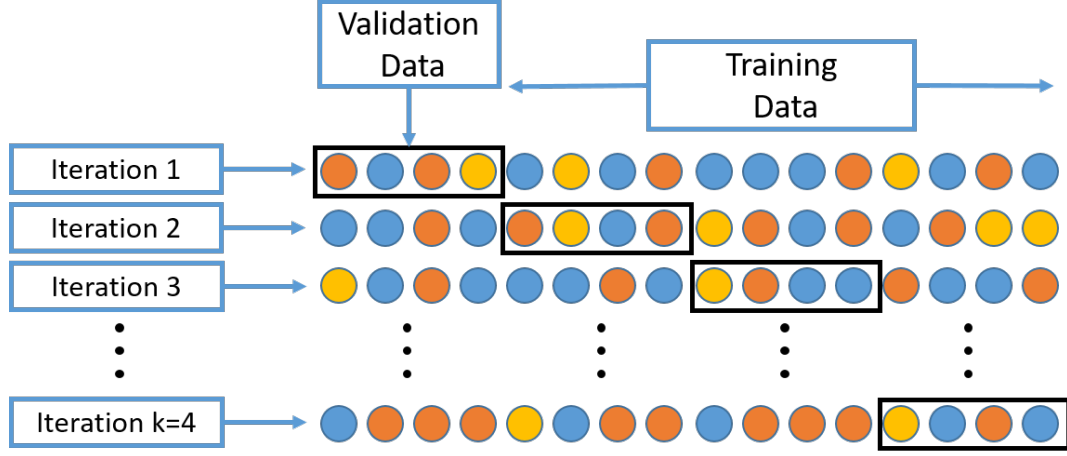 Validation
Data
Training
Data
Iteration 1
Iteration 2
Iteration 3
Iteration k=4